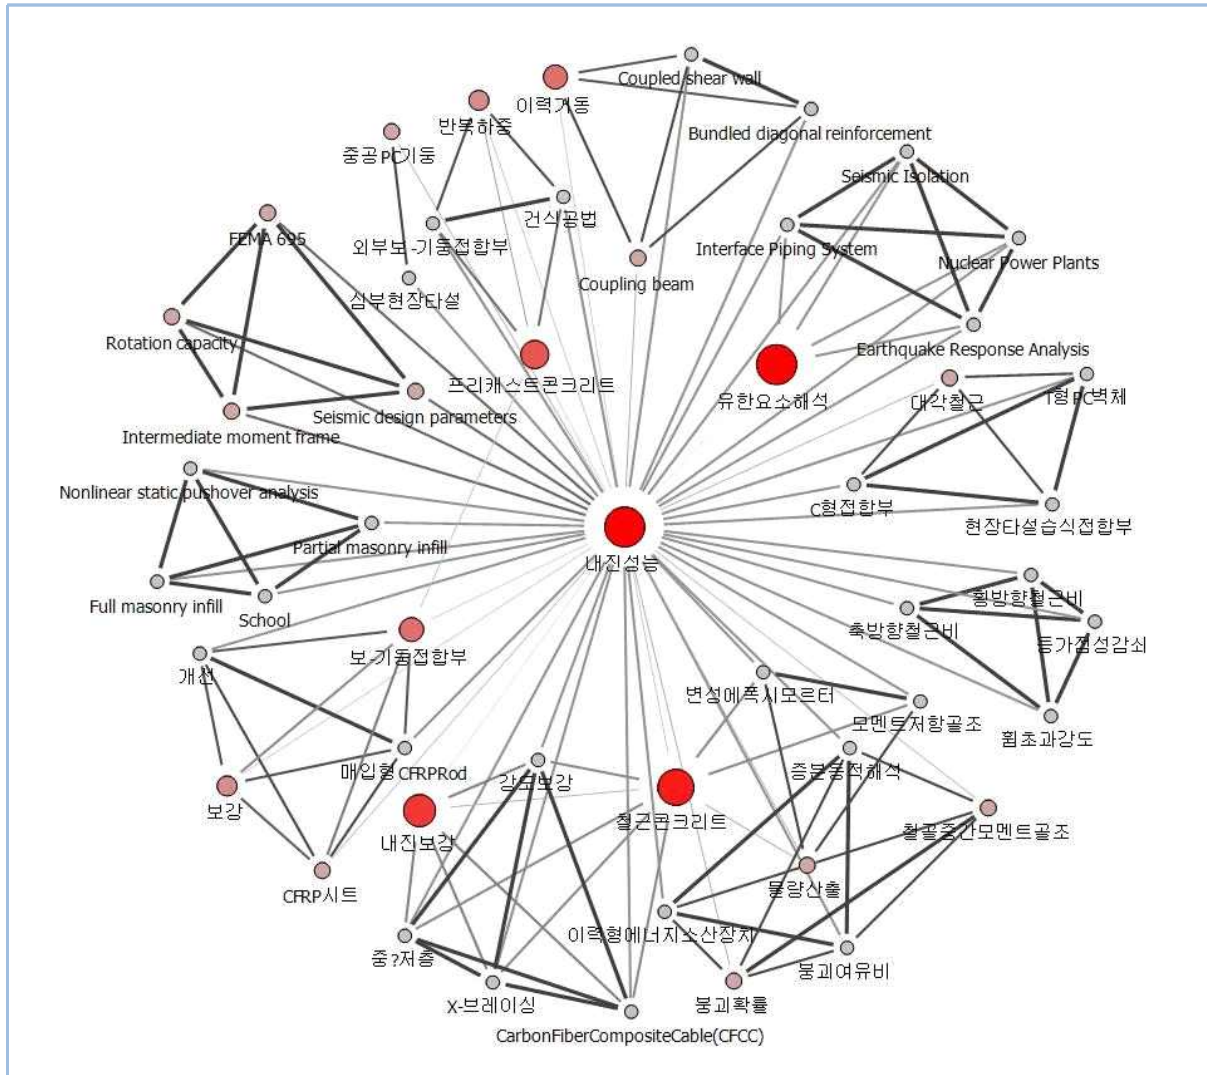 Coupled shear wall
이력거동
반복하중
Bundled diagonal reinforcement
중공PC기둥
Seismic Isolation
건식공법
FEMA 695
외부보-기둥접합부
Interface Piping System
Nuclear Power Plants
Coupling beam
심부현장타설
Rotation capacity
Earthquake Response Analysis
프리캐스트콘크리트
유한요소해석
대각철근
T형PC벽체
Seismic design parameters
Intermediate moment frame
Nonlinear static pushover analysis
C형접합부
현장타설습식접합부
Partial masonry infill
내진성능
Full masonry infill
School
횡방향철근비
축방향철근비
등가점성감쇠
보-기둥접합부
개선
변성에폭시모르터
모멘트저항골조
휨초과강도
매입형CFRPRod
강도보강
증분동적해석
보강
내진보강
철근콘크리트
철골중간모멘트골조
CFRP시트
물량산출
이력형에너지소산장치
중?저층
붕괴여유비
X-브레이싱
붕괴확률
CarbonFiberCompositeCable(CFCC)